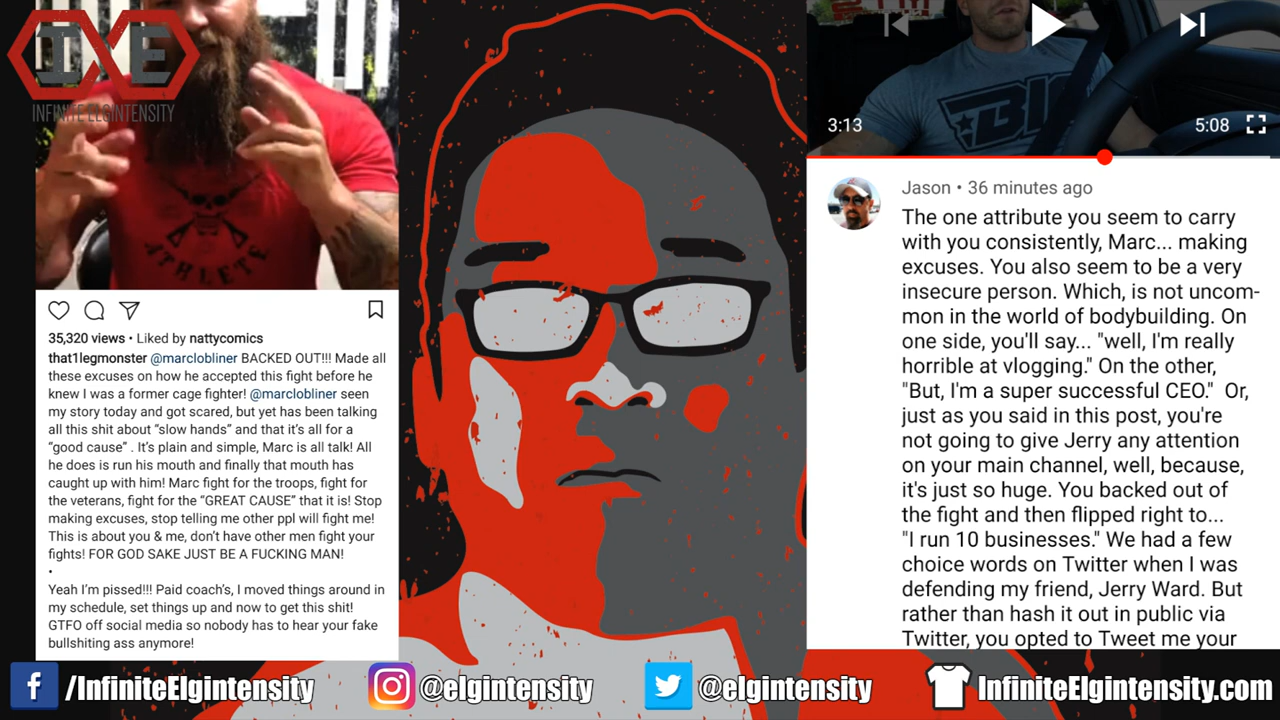 IXE
INFINITE ELGINTENSITY
ATHLETE
35,320 views • Liked by nattycomics
that1legmonster @marclobliner BACKED OUT!!! Made all
these excuses on how he accepted this fight before he
knew I was a former cage fighter! @marclobliner seen
my story today and got scared, but yet has been talking
all this shit about “slow hands” and that it’s all for a
“good cause” . It’s plain and simple, Marc is all talk! All
he does is run his mouth and finally that mouth has
caught up with him! Marc fight for the troops, fight for
the veterans, fight for the “GREAT CAUSE” that it is! Stop
making excuses, stop telling me other ppl will fight me!
This is about you & me, don’t have other men fight your
fights! FOR GOD SAKE JUST BE A FUCKING MAN!
•
Yeah I’m pissed!!! Paid coach’s, I moved things around in
my schedule, set things up and now to get this shit!
GTFO off social media so nobody has to hear your fake
bullshiting ass anymore!
3:13
5:08
Jason • 36 minutes ago
The one attribute you seem to carry
with you consistently, Marc... making
excuses. You also seem to be a very
insecure person. Which, is not uncom-
mon in the world of bodybuilding. On
one side, you'll say... "well, I'm really
horrible at vlogging." On the other,
"But, I'm a super successful CEO." Or,
just as you said in this post, you're
not going to give Jerry any attention
on your main channel, well, because,
it's just so huge. You backed out of
the fight and then flipped right to...
"I run 10 businesses." We had a few
choice words on Twitter when I was
defending my friend, Jerry Ward. But
rather than hash it out in public via
Twitter, you opted to Tweet me your
/InfiniteElgintensity
@elgintensity
@elgintensity
InfiniteElgintensity.com